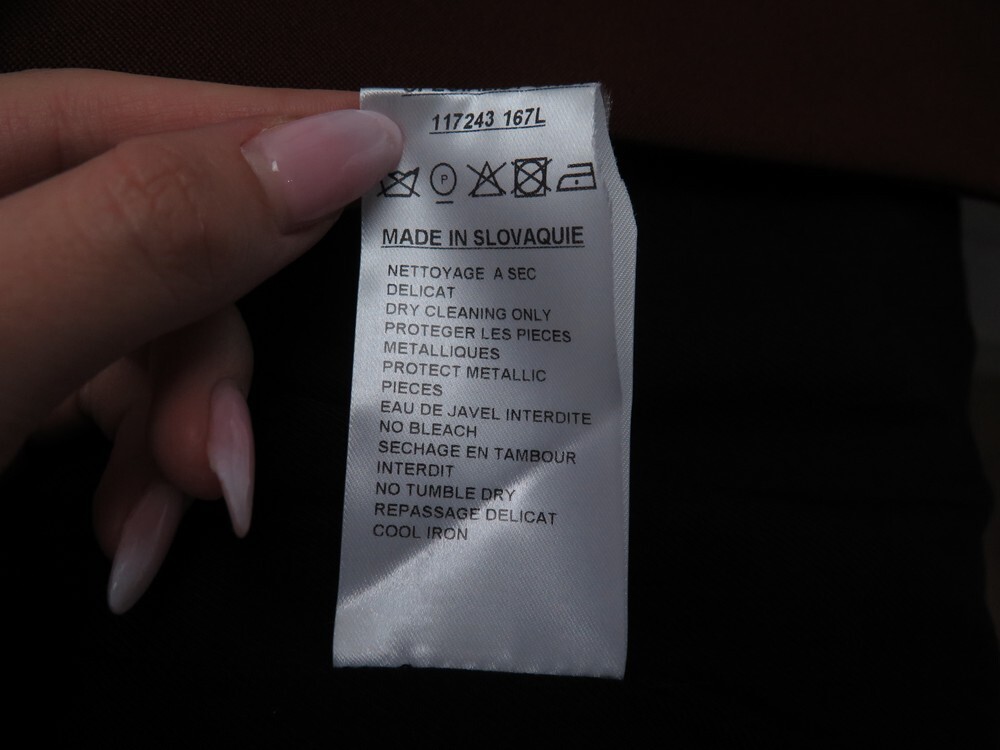 117243 167L
P
MADE IN SLOVAQUIE
NETTOYAGE A SEC
DELICAT
DRY CLEANING ONLY
PROTEGER LES PIECES
METALLIQUES
PROTECT METALLIC
PIECES
EAU DE JAVEL INTERDITE
NO BLEACH
SECHAGE EN TAMBOUR
INTERDIT
NO TUMBLE DRY
REPASSAGE DELICAT
COOL IRON